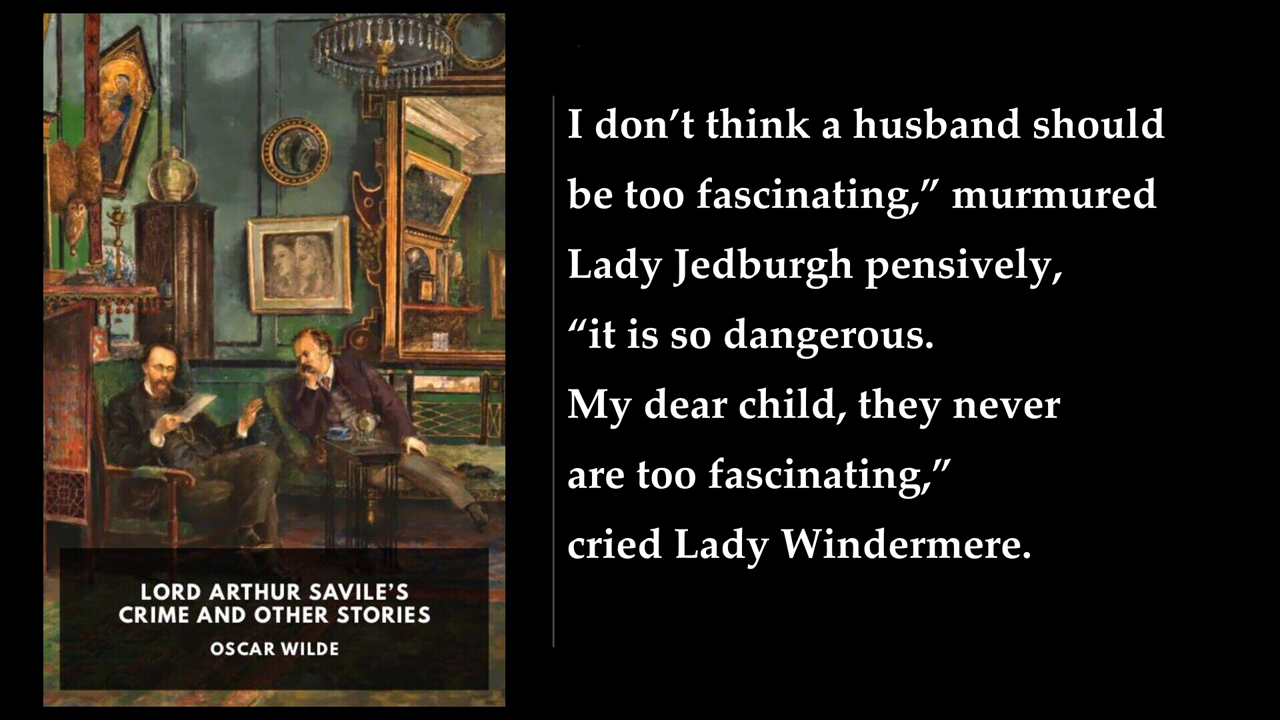 LORD ARTHUR SAVILE’S
CRIME AND OTHER STORIES
OSCAR WILDE
I don’t think a husband should
be too fascinating,” murmured
Lady Jedburgh pensively,
“it is so dangerous.
My dear child, they never
are too fascinating,”
cried Lady Windermere.